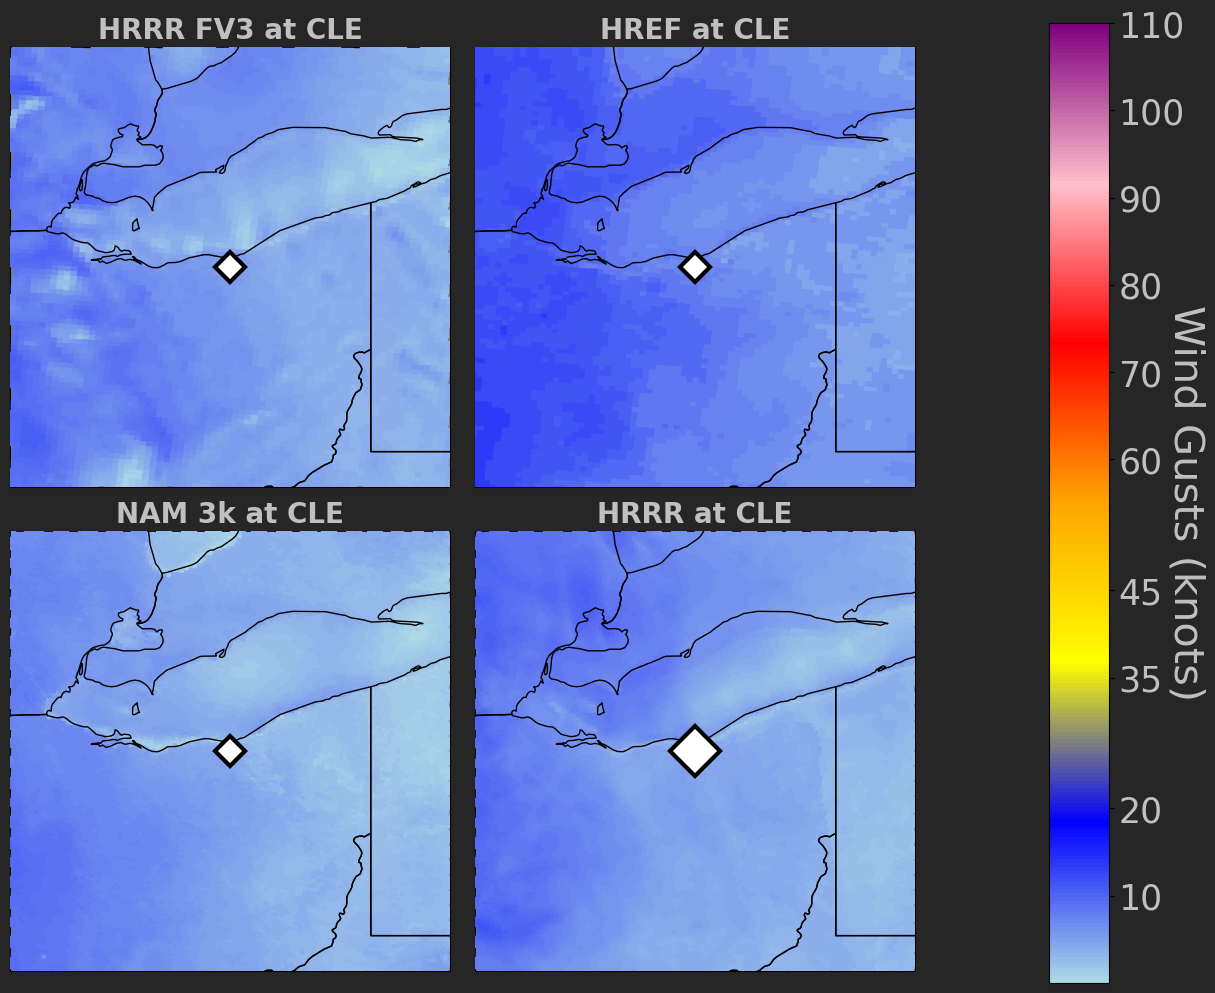 HRRR FV3 at CLE
HREF at CLE
NAM 3k at CLE
HRRR at CLE
110
100
90
80
70
60
45
35
20
10
Wind Gusts (knots)